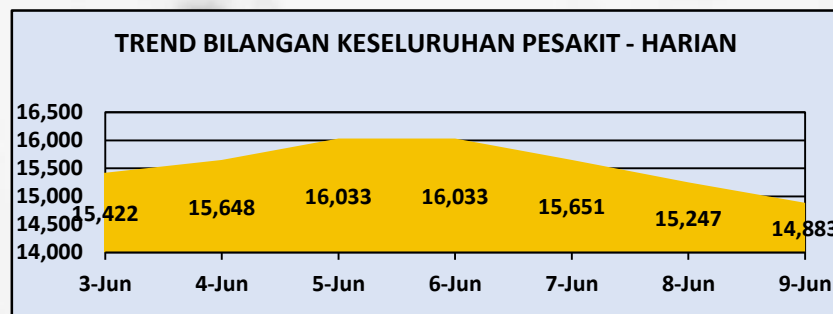 TREND BILANGAN KESELURUHAN PESAKIT - HARIAN
16,500
16,000
15,500
15,000
14,500
14,000
15,422 15,648 16,033 16,033 15,651 15,247 14,883
3-Jun 4-Jun 5-Jun 6-Jun 7-Jun 8-Jun 9-Jun